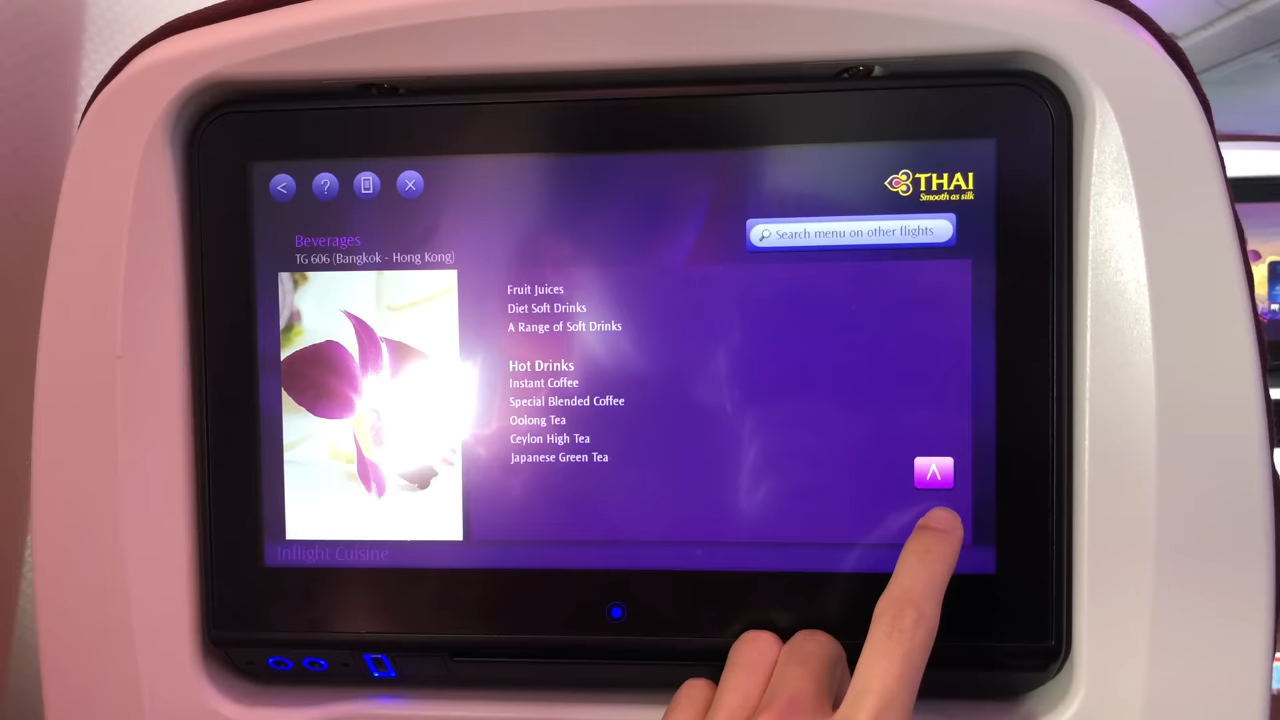 THAI
Smooth as silk
Search menu on other flights
Beverages
TG 606 (Bangkok - Hong Kong)
Fruit Juices
Diet Soft Drinks
A Range of Soft Drinks
Hot Drinks
Instant Coffee
Special Blended Coffee
Oolong Tea
Ceylon High Tea
Japanese Green Tea
Inflight Cuisine